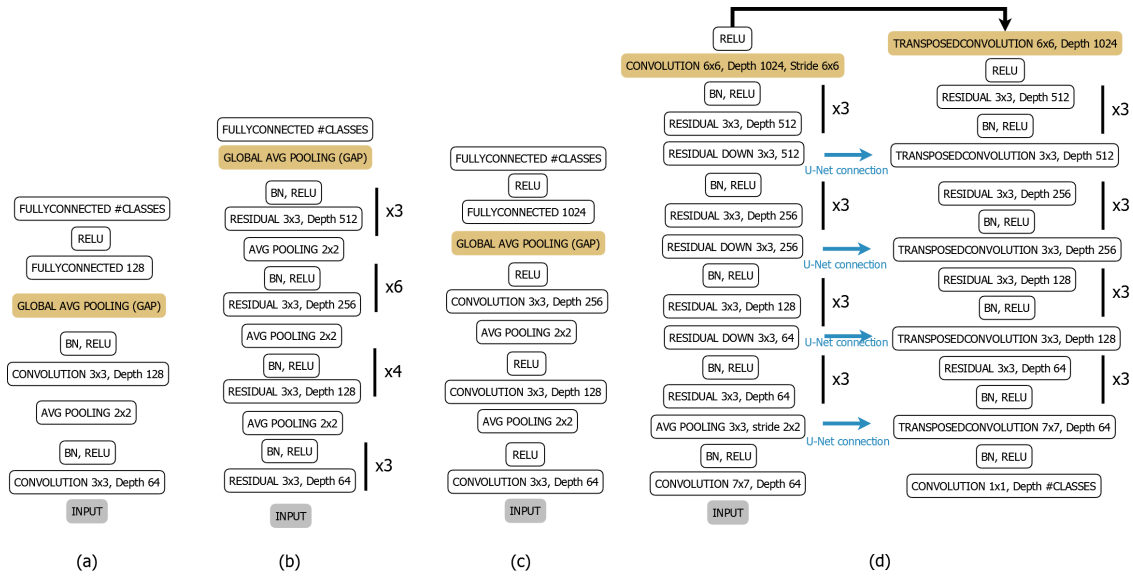 FULLYCONNECTED #CLASSES
RELU
FULLYCONNECTED 128
GLOBAL AVG POOLING (GAP)
BN, RELU
CONVOLUTION 3x3, Depth 128
AVG POOLING 2x2
BN, RELU
CONVOLUTION 3x3, Depth 64
INPUT
(a)
FULLYCONNECTED #CLASSES
GLOBAL AVG POOLING (GAP)
BN, RELU
RESIDUAL 3x3, Depth 512
x3
AVG POOLING 2x2
BN, RELU
RESIDUAL 3x3, Depth 256
x6
AVG POOLING 2x2
BN, RELU
RESIDUAL 3x3, Depth 128
x4
AVG POOLING 2x2
BN, RELU
RESIDUAL 3x3, Depth 64
x3
INPUT
(b)
FULLYCONNECTED #CLASSES
RELU
FULLYCONNECTED 1024
GLOBAL AVG POOLING (GAP)
RELU
CONVOLUTION 3x3, Depth 256
AVG POOLING 2x2
RELU
CONVOLUTION 3x3, Depth 128
AVG POOLING 2x2
RELU
CONVOLUTION 3x3, Depth 64
INPUT
(c)
RELU
CONVOLUTION 6x6, Depth 1024, Stride 6x6
BN, RELU
RESIDUAL 3x3, Depth 512
x3
RESIDUAL DOWN 3x3, 512
U-Net connection
BN, RELU
RESIDUAL 3x3, Depth 256
x3
RESIDUAL DOWN 3x3, 256
U-Net connection
BN, RELU
RESIDUAL 3x3, Depth 128
x3
RESIDUAL DOWN 3x3, 64
U-Net connection
BN, RELU
RESIDUAL 3x3, Depth 64
x3
AVG POOLING 3x3, stride 2x2
U-Net connection
BN, RELU
CONVOLUTION 7x7, Depth 64
INPUT
TRANSPOSEDCONVOLUTION 6x6, Depth 1024
RELU
RESIDUAL 3x3, Depth 512
BN, RELU
x3
TRANSPOSEDCONVOLUTION 3x3, Depth 512
RESIDUAL 3x3, Depth 256
BN, RELU
x3
TRANSPOSEDCONVOLUTION 3x3, Depth 256
RESIDUAL 3x3, Depth 128
BN, RELU
x3
TRANSPOSEDCONVOLUTION 3x3, Depth 128
RESIDUAL 3x3, Depth 64
BN, RELU
x3
TRANSPOSEDCONVOLUTION 7x7, Depth 64
BN, RELU
CONVOLUTION 1x1, Depth #CLASSES
(d)